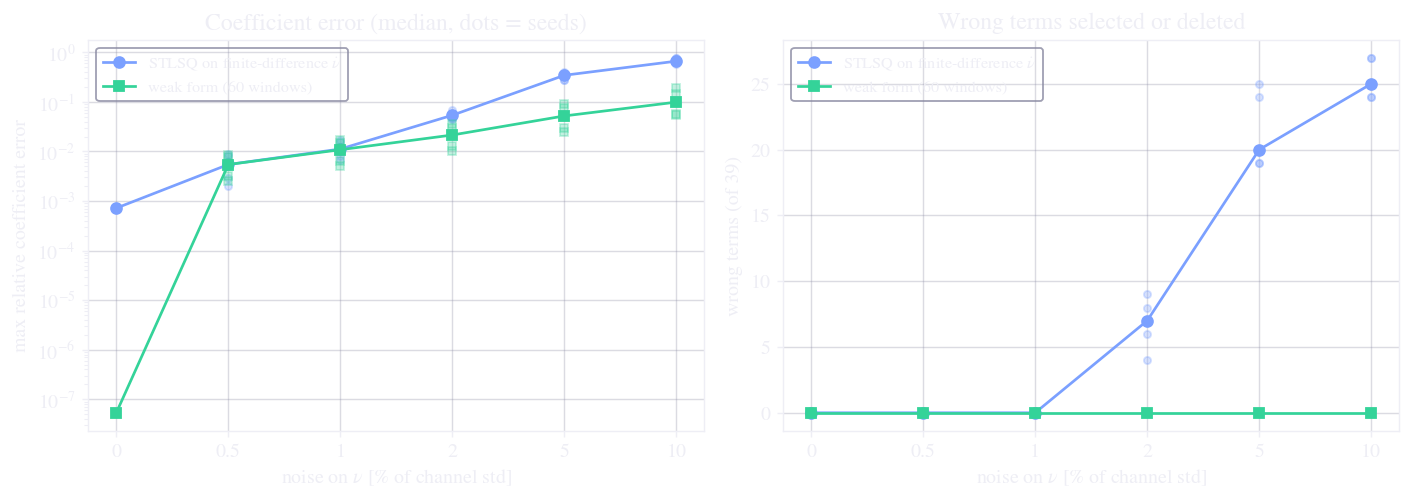 Coefficient error (median, dots = seeds)
10⁰
10⁻¹
10⁻²
10⁻³
10⁻⁴
10⁻⁵
10⁻⁶
10⁻⁷
max relative coefficient error
STLSQ on finite-difference ν̇
weak form (60 windows)
0 0.5 1 2 5 10
noise on ν [% of channel std]
Wrong terms selected or deleted
25
20
15
10
5
0
wrong terms (of 39)
STLSQ on finite-difference ν̇
weak form (60 windows)
0 0.5 1 2 5 10
noise on ν [% of channel std]